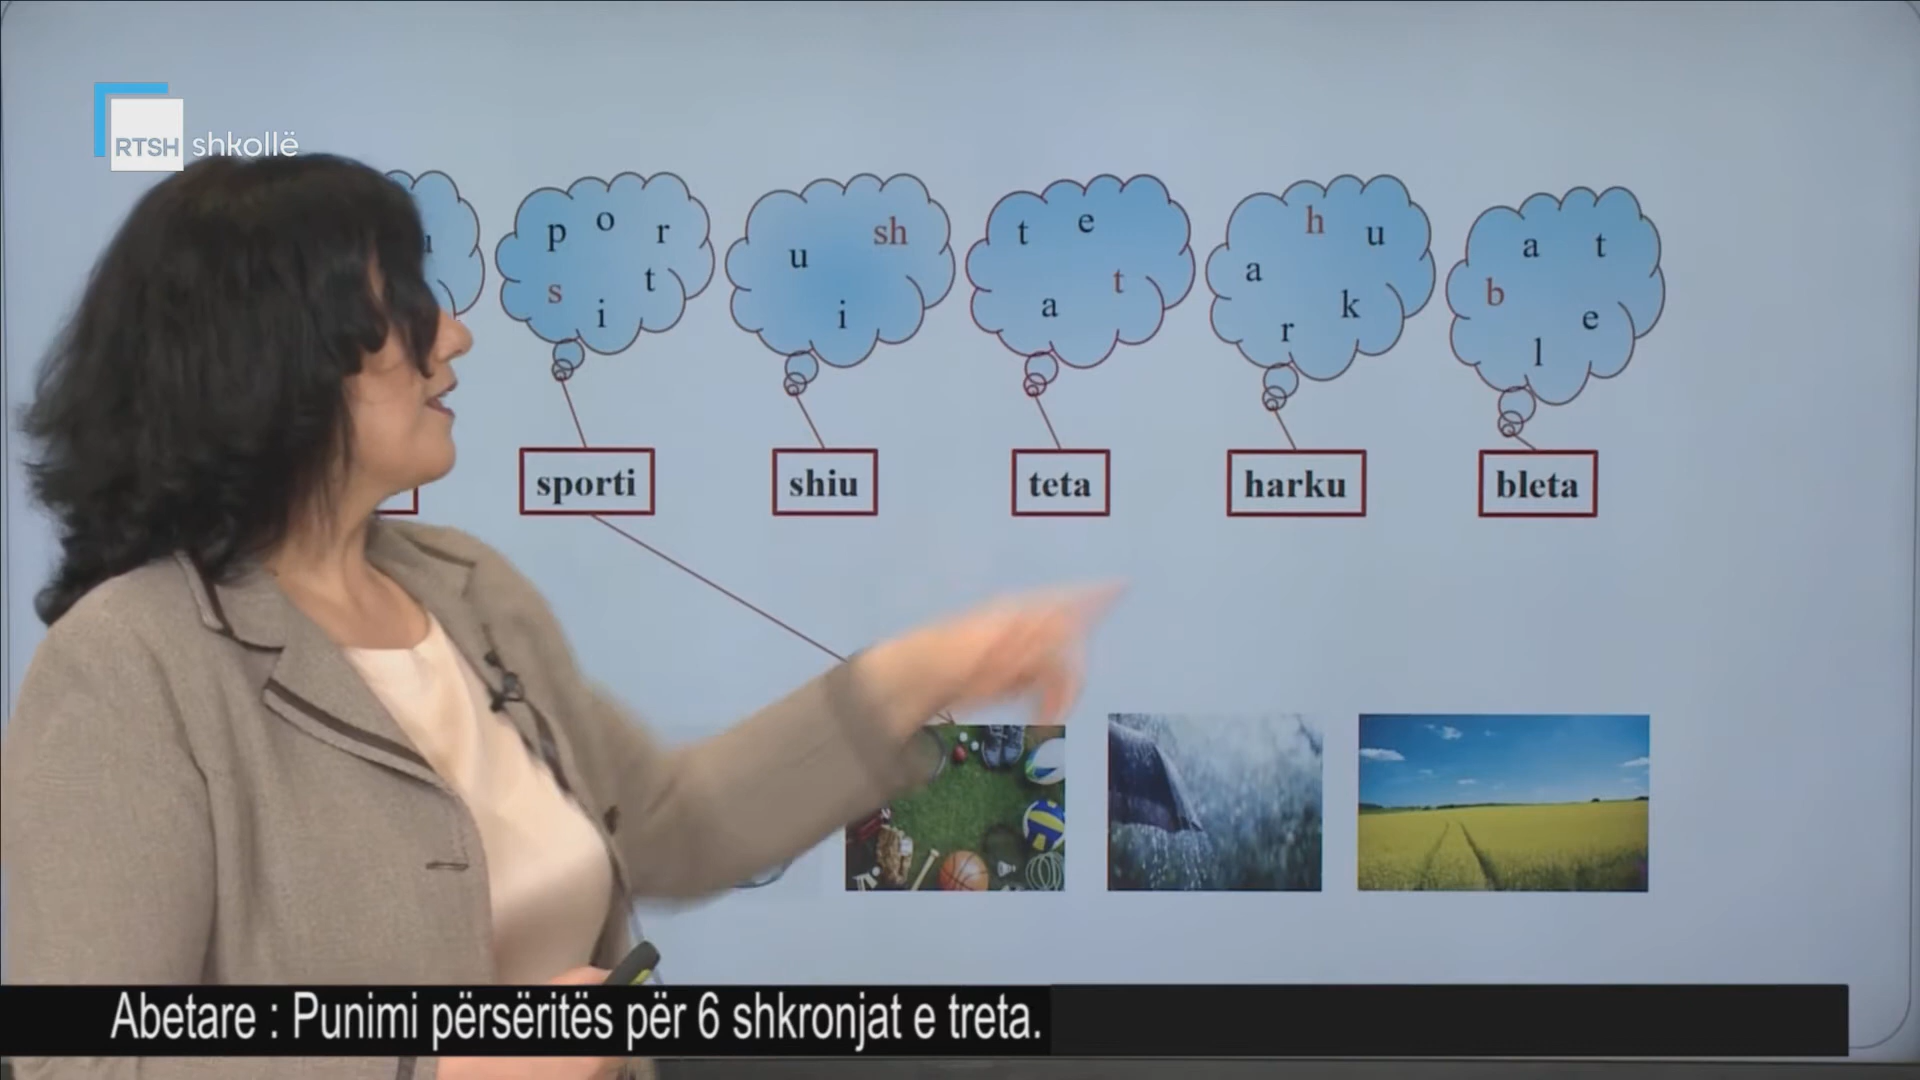 RTSH shkollë
p o r
s i t
u sh
i
t e
a t
h u
a k
r
a t
b e
l
sporti
shiu
teta
harku
bleta
Abetare : Punimi përsëritës për 6 shkronjat e treta.